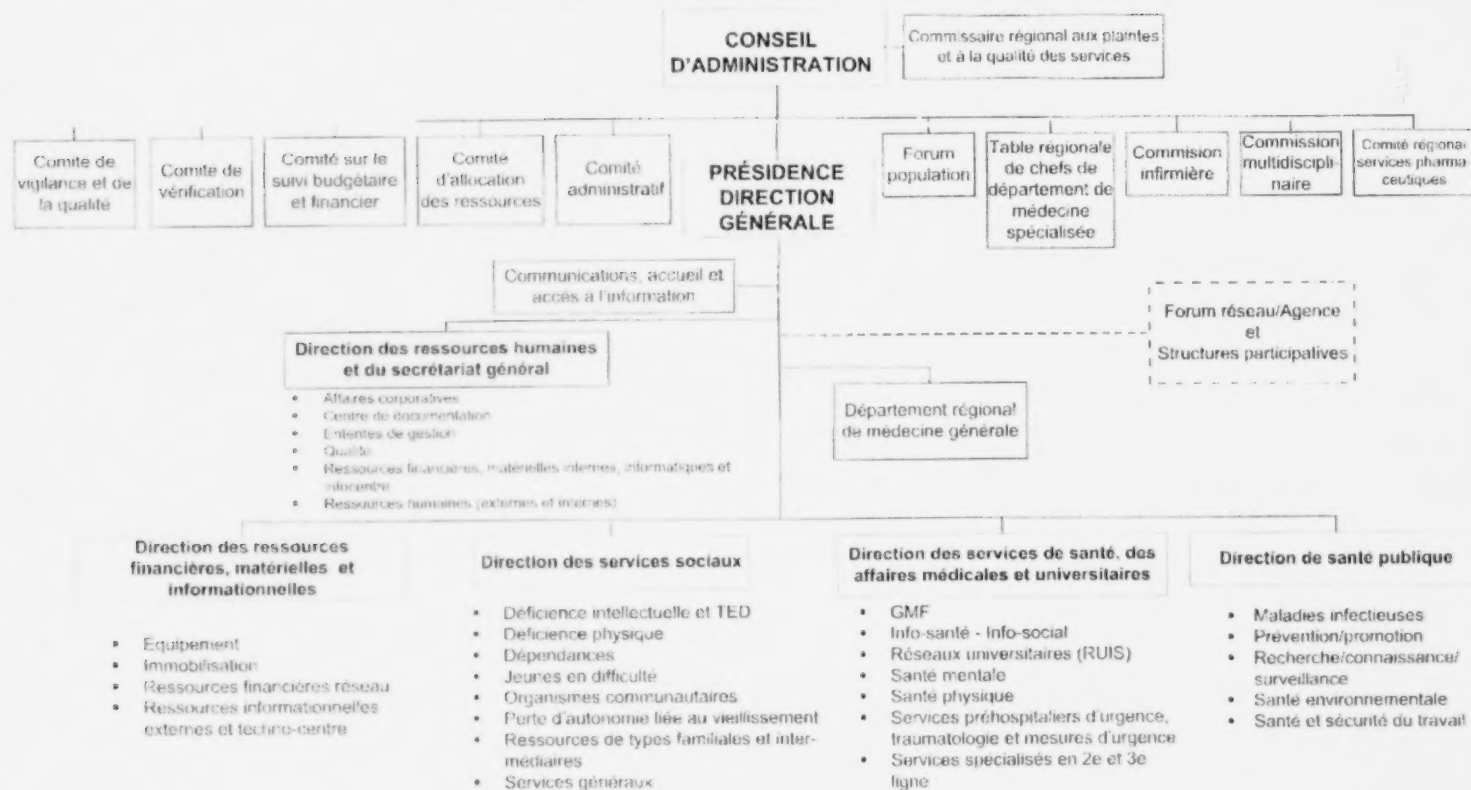 CONSEIL
D'ADMINISTRATION
Commissaire régional aux plaintes
et à la qualité des services
Comité de
vigilance et de
la qualité
Comité de
vérification
Comité sur le
suivi budgétaire
et financier
Comité
d'allocation
des ressources
Comité
administratif
PRÉSIDENCE
DIRECTION
GÉNÉRALE
Forum
population
Table régionale
de chefs de
département de
médecine
spécialisée
Commision
infirmière
Commission
multidiscipli-
naire
Comité régional
services pharma
ceutiques
Communications, accueil et
accès à l'information
Forum réseau/Agence
et
Structures participatives
Direction des ressources humaines
et du secrétariat général
• Affaires corporatives
• Centre de documentation
• Ententes de gestion
• Qualité
• Ressources financières, matérielles internes, informatiques et
infocentre
• Ressources humaines (externes et internes)
Département régional
de médecine générale
Direction des ressources
financières, matérielles et
informationnelles
• Equipement
• Immobilisation
• Ressources financières réseau
• Ressources informationnelles
externes et techno-centre
Direction des services sociaux
• Déficience intellectuelle et TED
• Déficience physique
• Dépendances
• Jeunes en difficulté
• Organismes communautaires
• Perte d'autonomie liée au vieillissement
• Ressources de types familiales et inter-
médiaires
• Services généraux
Direction des services de santé, des
affaires médicales et universitaires
• GMF
• Info-santé - Info-social
• Réseaux universitaires (RUIS)
• Santé mentale
• Santé physique
• Services préhospitaliers d'urgence,
traumatologie et mesures d'urgence
• Services spécialisés en 2e et 3e
ligne
Direction de santé publique
• Maladies infectieuses
• Prévention/promotion
• Recherche/connaissance/
surveillance
• Santé environnementale
• Santé et sécurité du travail